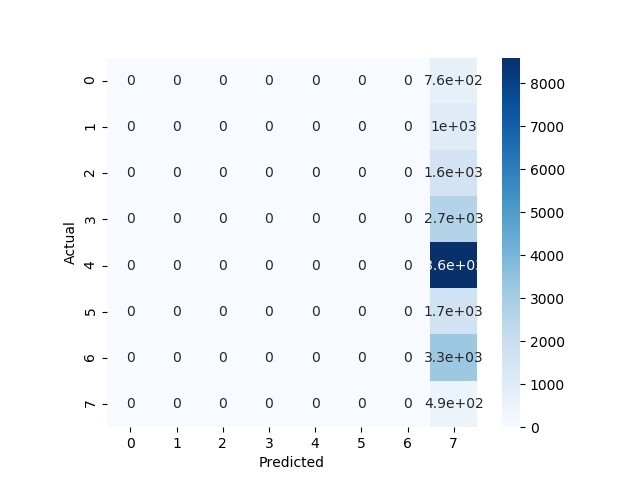 0 0 0 0 0 0 0 0 7.6e+02
1 0 0 0 0 0 0 0 1e+03
2 0 0 0 0 0 0 0 1.6e+03
3 0 0 0 0 0 0 0 2.7e+03
4 0 0 0 0 0 0 0
5 0 0 0 0 0 0 0 1.7e+03
6 0 0 0 0 0 0 0 3.3e+03
7 0 0 0 0 0 0 0 4.9e+02
0 1 2 3 4 5 6 7
Predicted
Actual
8000
7000
6000
5000
4000
3000
2000
1000
0